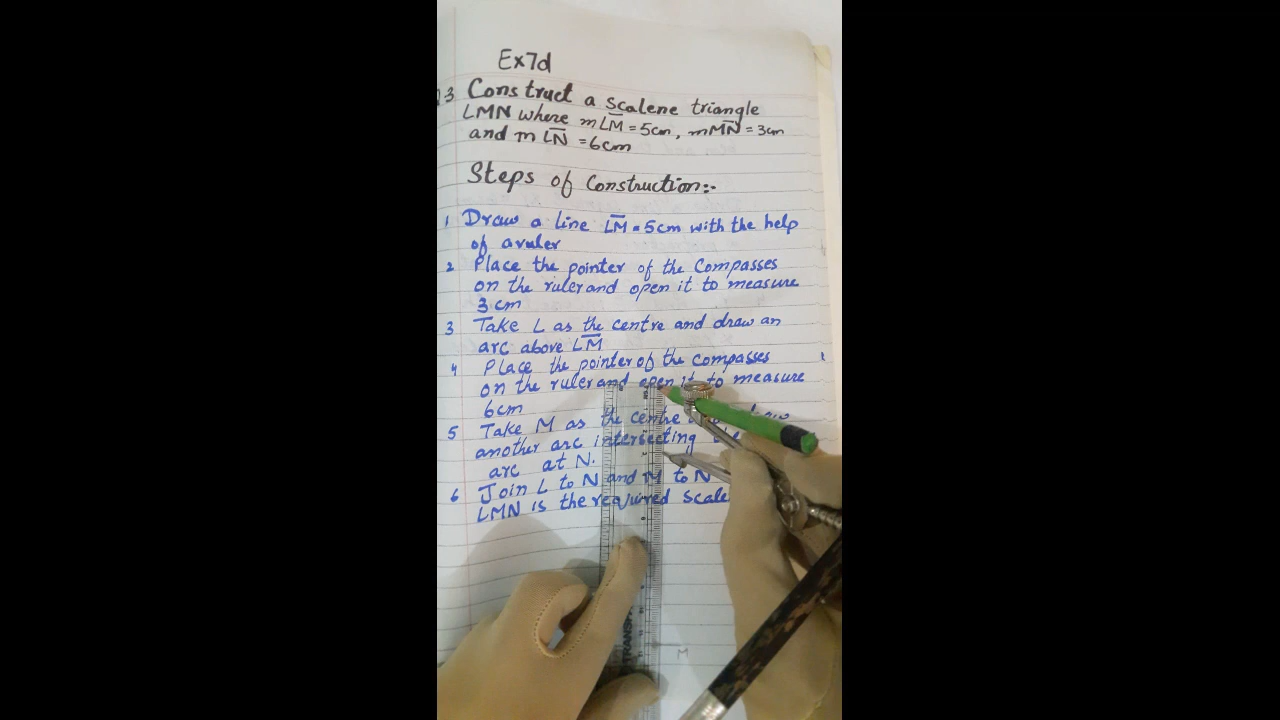 Ex7d
3 Construct a scalene triangle
LMN where mLM = 5cm, mMN = 3cm
and m LN = 6cm
Steps of Construction:-
1 Draw a line LM = 5cm with the help
of a ruler
2 Place the pointer of the Compasses
on the ruler and open it to measure
3 cm
3 Take L as the centre and draw an
arc above LM
4 Place the pointer of the compasses
on the ruler and open it to measure
6cm
5 Take M as the centre
another arc intersecting
arc at N.
6 Join L to N and M to N
LMN is the required
M